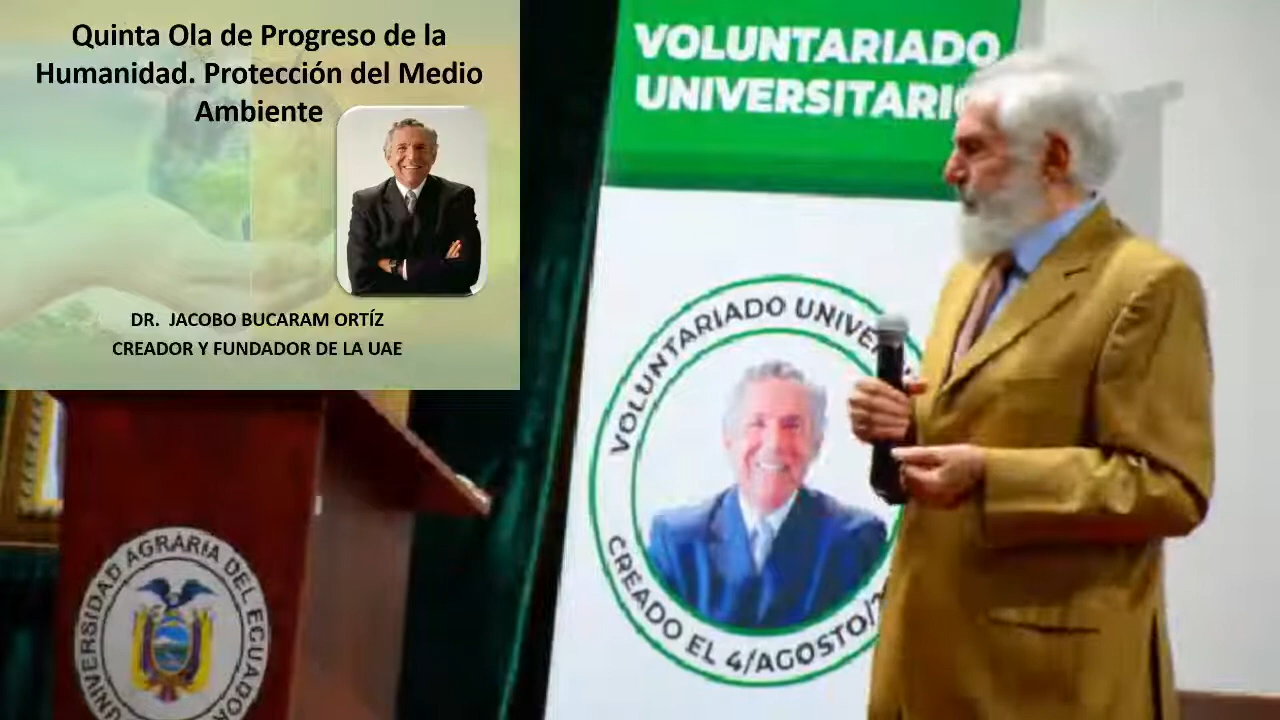 Quinta Ola de Progreso de la
Humanidad. Protección del Medio
Ambiente
DR. JACOBO BUCARAM ORTÍZ
CREADOR Y FUNDADOR DE LA UAE
VOLUNTARIADO
UNIVERSITARIO
VOLUNTARIADO
CREADO EL 4/AGOSTO/
UNIVERSIDAD AGRARIA DEL ECUADOR